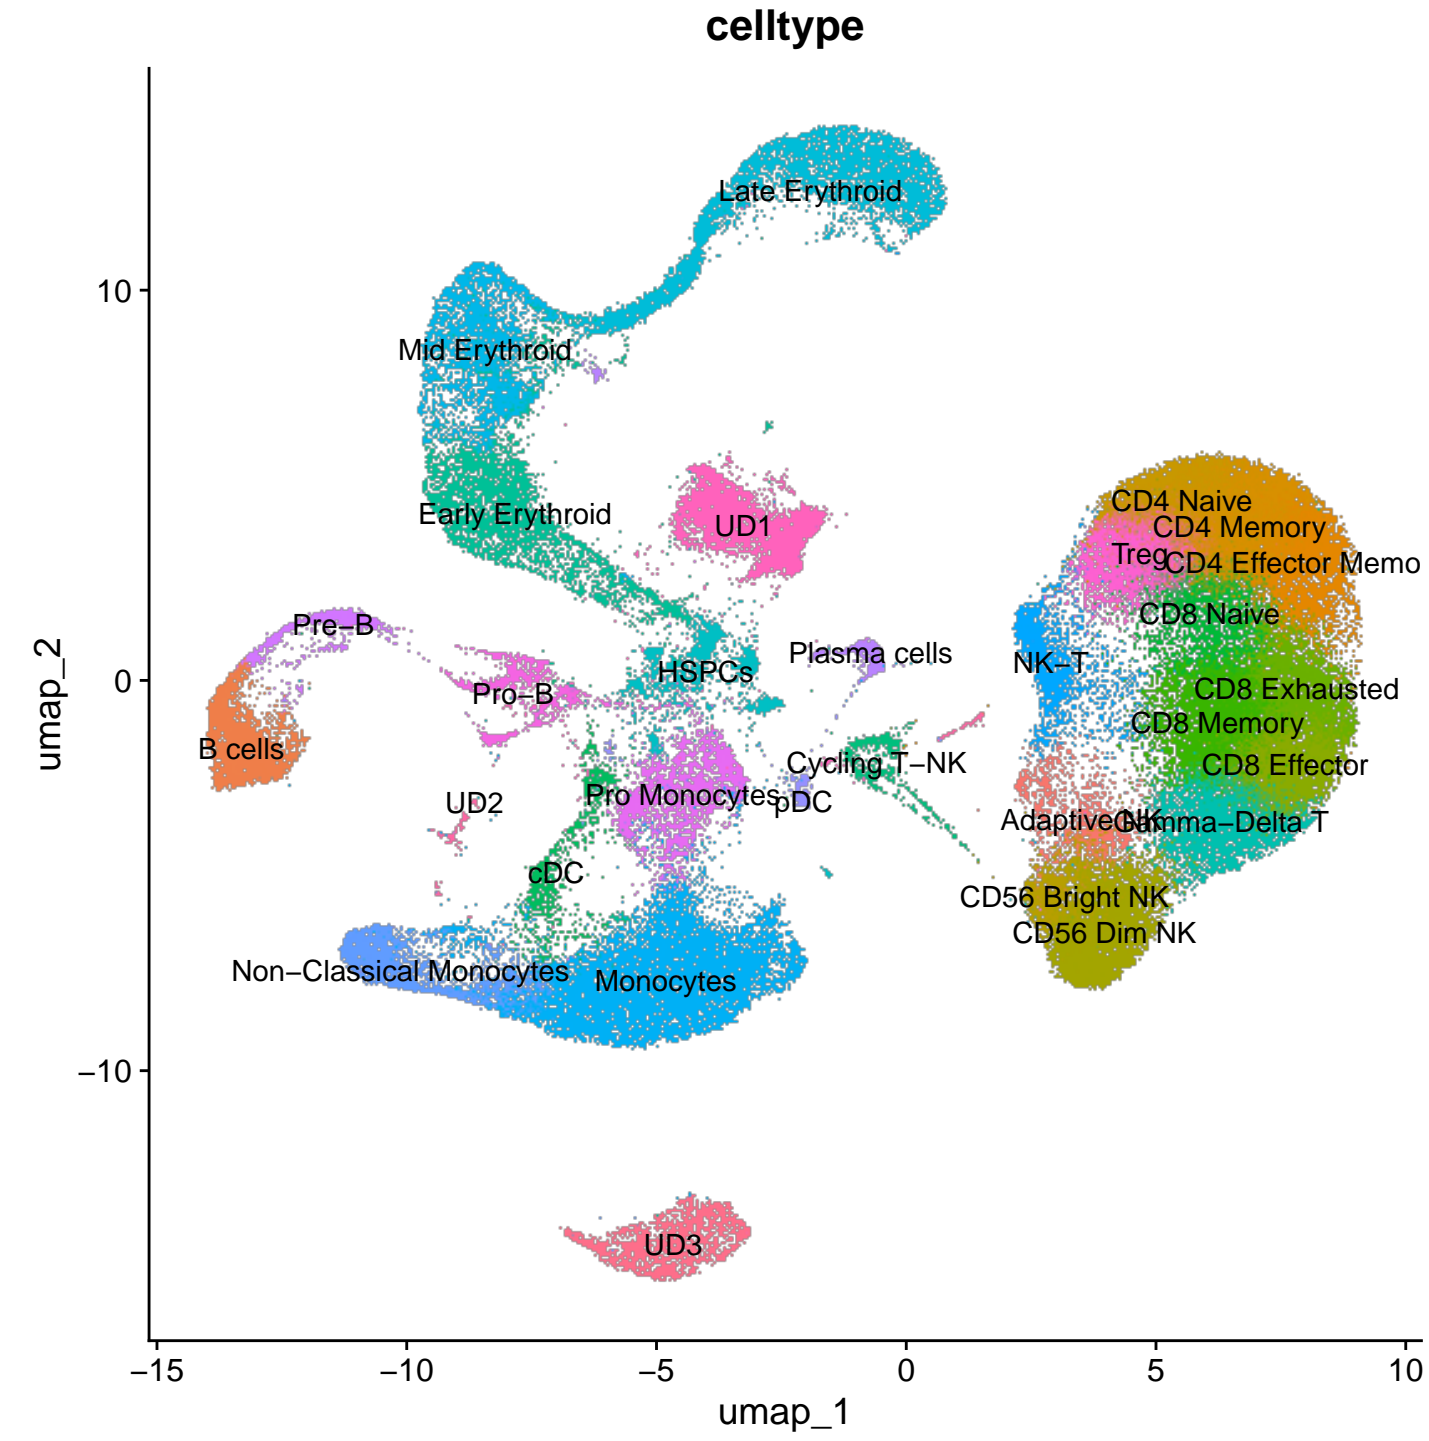 celltype
Late Erythroid
10
Mid Erythroid
CD4 Naive
Early Erythroid
UD1
CD4 Memory
Treg
CD4 Effector Memo
CD8 Naive
Pre−B
Plasma cells
NK−T
HSPCs
0
Pro−B
CD8 Exhausted
CD8 Memory
B cells
Cycling T−NK
CD8 Effector
Pro Monocytes
pDC
UD2
Adaptive NK
Gamma−Delta T
cDC
CD56 Bright NK
CD56 Dim NK
Non−Classical Monocytes
Monocytes
−10
UD3
−15
−10
−5
0
5
10
umap_1
umap_2